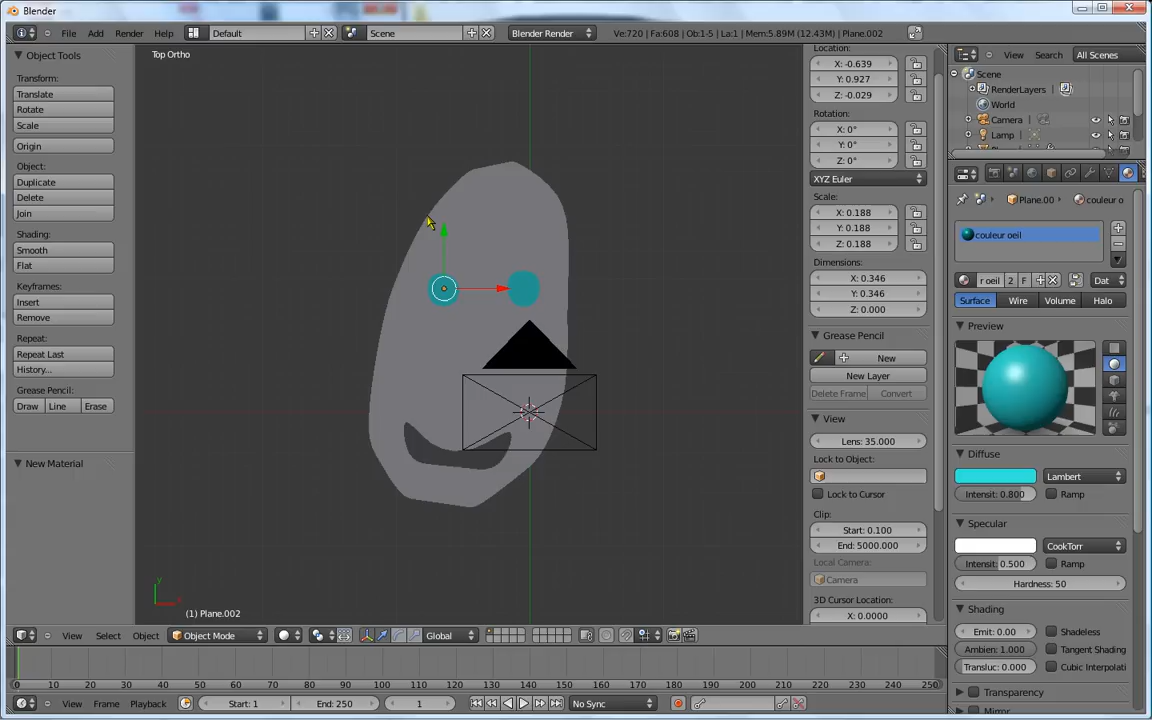 Blender
File Add Render Help Default Scene Blender Render Ve:720 | Fa:608 | Ob:1-5 | La:1 | Mem:5.89M (12.43M) | Plane.002
Object Tools
Transform:
Translate
Rotate
Scale
Origin
Object:
Duplicate
Delete
Join
Shading:
Smooth
Flat
Keyframes:
Insert
Remove
Repeat:
Repeat Last
History...
Grease Pencil:
Draw Line Erase
New Material
Top Ortho
y
(1) Plane.002
Location:
X: -0.639
Y: 0.927
Z: -0.029
Rotation:
X: 0°
Y: 0°
Z: 0°
XYZ Euler
Scale:
X: 0.188
Y: 0.188
Z: 0.188
Dimensions:
X: 0.346
Y: 0.346
Z: 0.000
Grease Pencil
New
New Layer
Delete Frame Convert
View
Lens: 35.000
Lock to Object:
Lock to Cursor
Clip:
Start: 0.100
End: 5000.000
Local Camera:
Camera
3D Cursor Location:
X: 0.0000
View Search All Scenes
Scene
RenderLayers
World
Camera
Lamp
Plane.00 couleur o
couleur oeil
r oeil 2 F Dat
Surface Wire Volume Halo
Preview
Diffuse
Lambert
Intensit: 0.800 Ramp
Specular
CookTorr
Intensit: 0.500 Ramp
Hardness: 50
Shading
Emit: 0.00 Shadeless
Ambien: 1.000 Tangent Shading
Transluc: 0.000 Cubic Interpolati
Transparency
Mirror
View Select Object Object Mode Global
0 10 20 30 40 50 60 70 80 90 100 110 120 130 140 150 160 170 180 190 200 210 220 230 240 250
View Frame Playback Start: 1 End: 250 1 No Sync